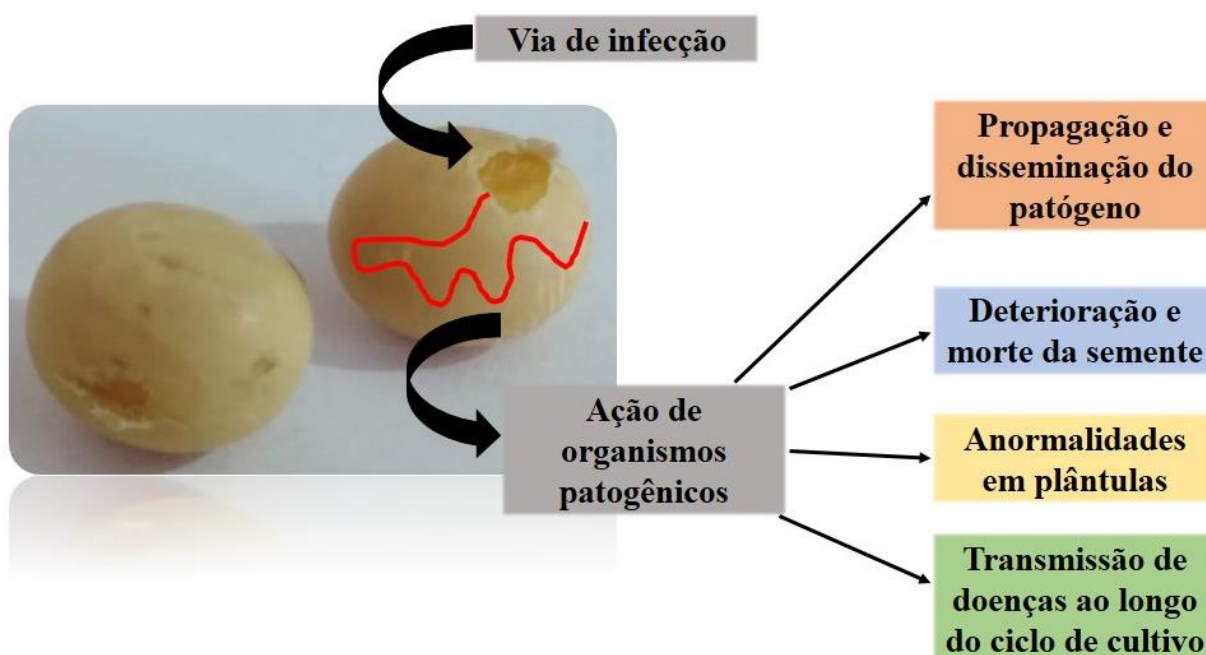 Via de infecção
Propagação e
disseminação do
patógeno
Deterioração e
morte da semente
Ação de
organismos
patogênicos
Anormalidades
em plântulas
Transmissão de
doenças ao longo
do ciclo de cultivo